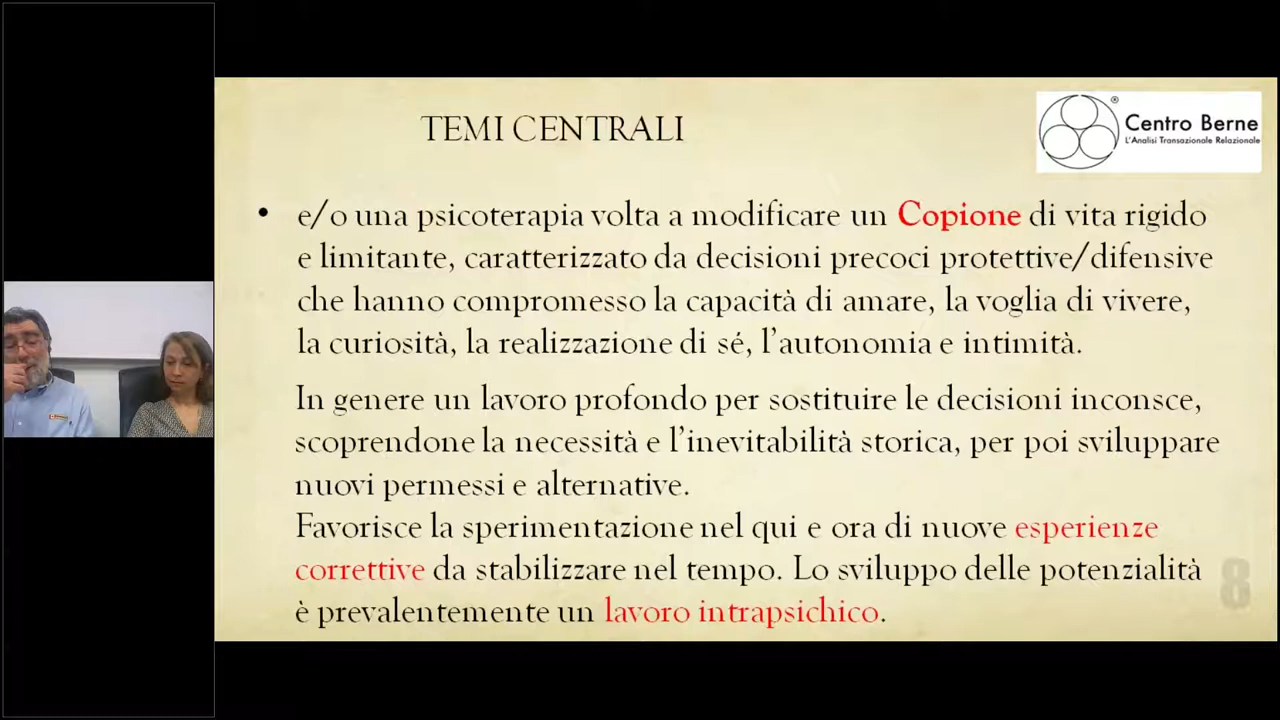 TEMI CENTRALI
®
Centro Berne
L'Analisi Transazionale Relazionale
• e/o una psicoterapia volta a modificare un Copione di vita rigido
e limitante, caratterizzato da decisioni precoci protettive/difensive
che hanno compromesso la capacità di amare, la voglia di vivere,
la curiosità, la realizzazione di sé, l'autonomia e intimità.
In genere un lavoro profondo per sostituire le decisioni inconsce,
scoprendone la necessità e l'inevitabilità storica, per poi sviluppare
nuovi permessi e alternative.
Favorisce la sperimentazione nel qui e ora di nuove esperienze
correttive da stabilizzare nel tempo. Lo sviluppo delle potenzialità
è prevalentemente un lavoro intrapsichico.
8